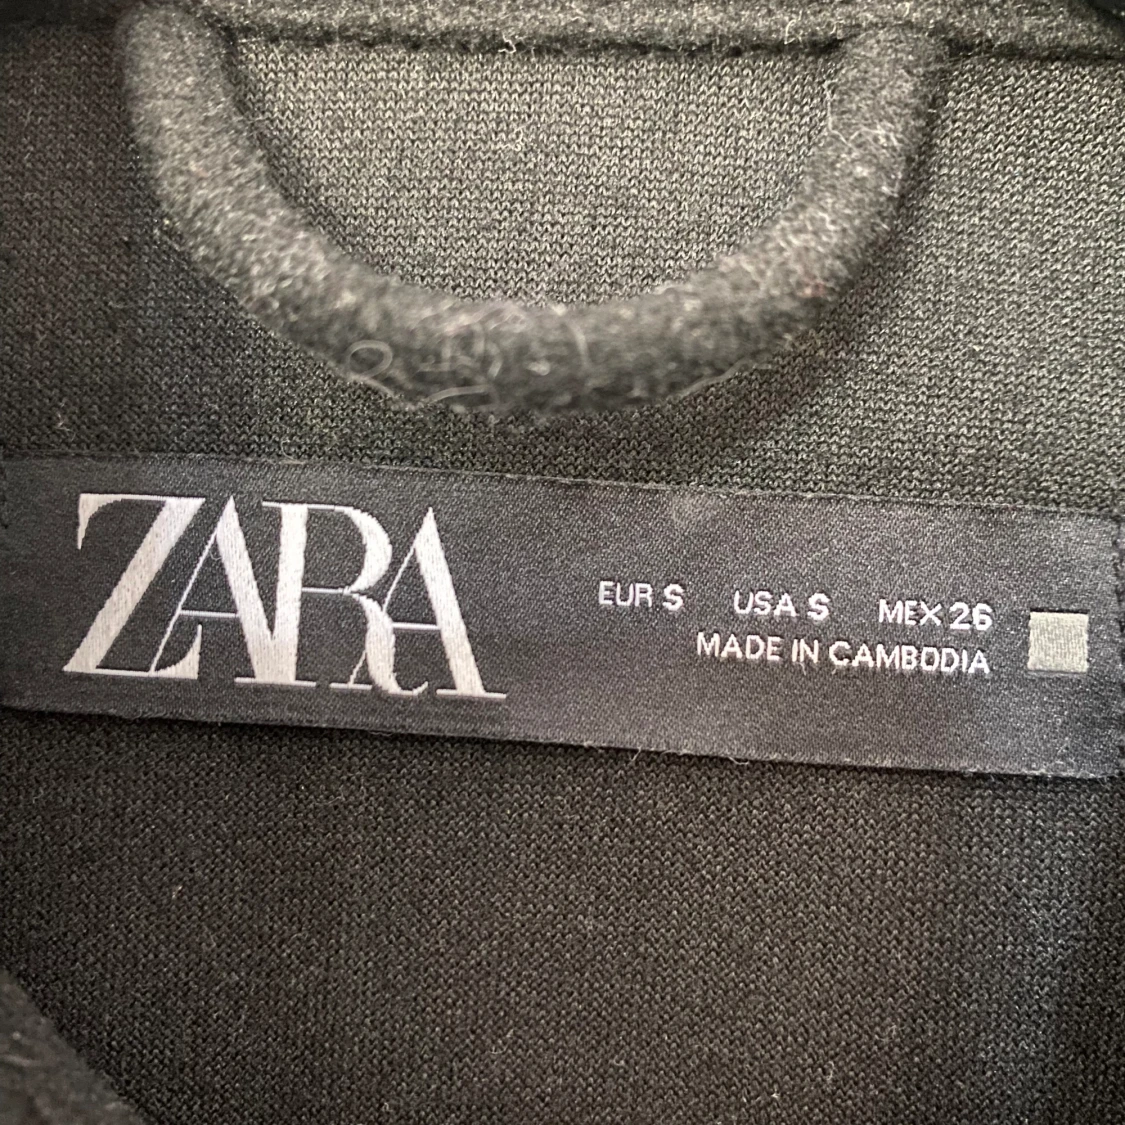 ZARA
EUR S USA S MEX 26
MADE IN CAMBODIA